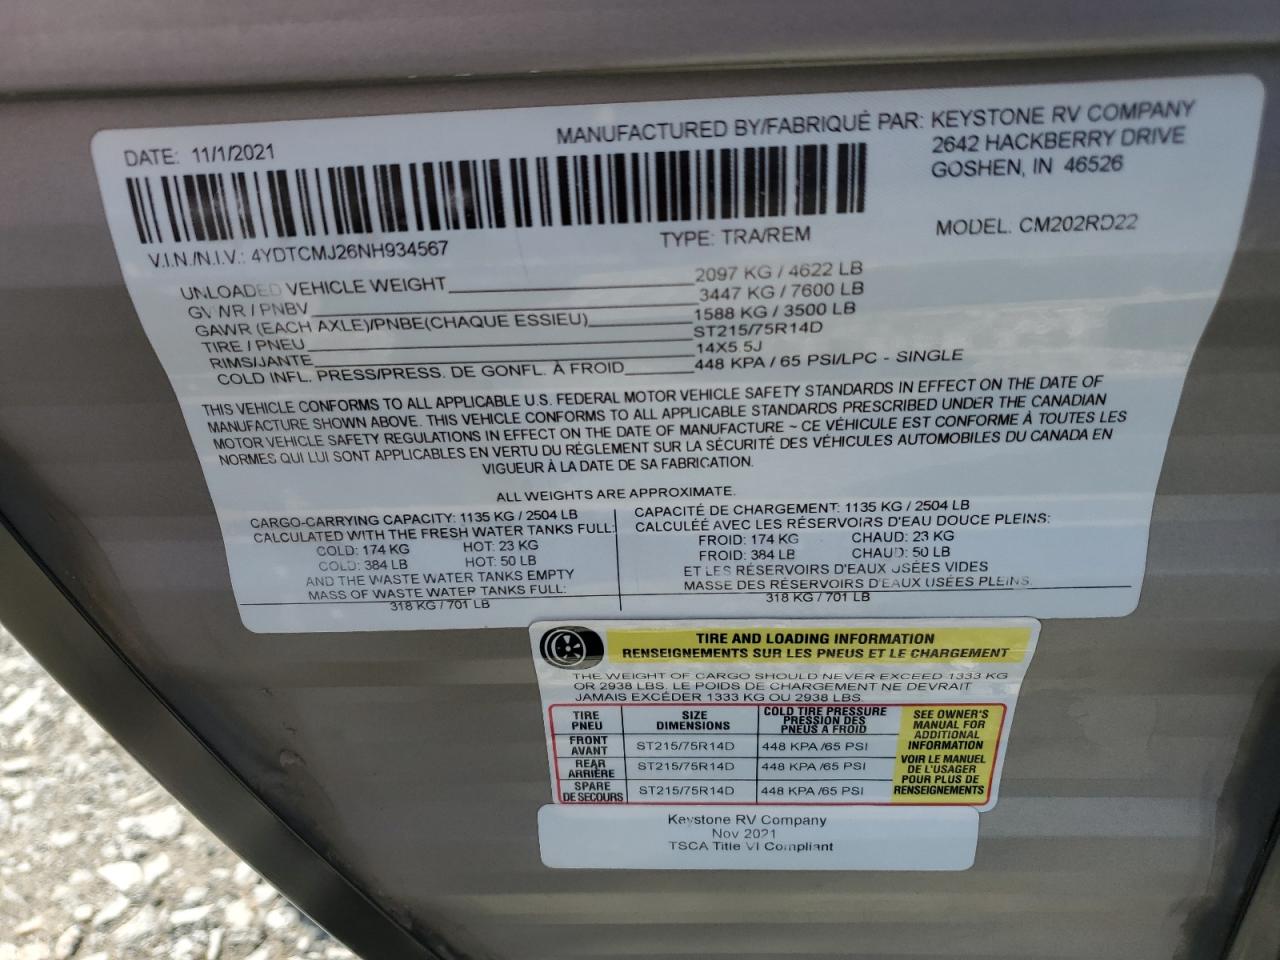 DATE: 11/1/2021
MANUFACTURED BY/FABRIQUÉ PAR: KEYSTONE RV COMPANY
2642 HACKBERRY DRIVE
GOSHEN, IN 46526
V.I.N./N.I.V.: 4YDTCMJ26NH934567
TYPE: TRA/REM
MODEL: CM202RD22
UNLOADED VEHICLE WEIGHT 2097 KG / 4622 LB
GVWR / PNBV 3447 KG / 7600 LB
GAWR (EACH AXLE)/PNBE(CHAQUE ESSIEU) 1588 KG / 3500 LB
TIRE / PNEU ST215/75R14D
RIMS/JANTE 14X5.5J
COLD INFL. PRESS/PRESS. DE GONFL. À FROID 448 KPA / 65 PSI/LPC - SINGLE
THIS VEHICLE CONFORMS TO ALL APPLICABLE U.S. FEDERAL MOTOR VEHICLE SAFETY STANDARDS IN EFFECT ON THE DATE OF
MANUFACTURE SHOWN ABOVE. THIS VEHICLE CONFORMS TO ALL APPLICABLE STANDARDS PRESCRIBED UNDER THE CANADIAN
MOTOR VEHICLE SAFETY REGULATIONS IN EFFECT ON THE DATE OF MANUFACTURE ~ CE VÉHICULE EST CONFORME À TOUTES LES
NORMES QUI LUI SONT APPLICABLES EN VERTU DU RÈGLEMENT SUR LA SÉCURITÉ DES VÉHICULES AUTOMOBILES DU CANADA EN
VIGUEUR À LA DATE DE SA FABRICATION.
ALL WEIGHTS ARE APPROXIMATE.
CARGO-CARRYING CAPACITY: 1135 KG / 2504 LB
CALCULATED WITH THE FRESH WATER TANKS FULL:
COLD: 174 KG HOT: 23 KG
COLD: 384 LB HOT: 50 LB
AND THE WASTE WATER TANKS EMPTY
MASS OF WASTE WATER TANKS FULL:
318 KG / 701 LB
CAPACITÉ DE CHARGEMENT: 1135 KG / 2504 LB
CALCULÉE AVEC LES RÉSERVOIRS D'EAU DOUCE PLEINS:
FROID: 174 KG CHAUD: 23 KG
FROID: 384 LB CHAUD: 50 LB
ET LES RÉSERVOIRS D'EAUX USÉES VIDES
MASSE DES RÉSERVOIRS D'EAUX USÉES PLEINS:
318 KG / 701 LB
TIRE AND LOADING INFORMATION
RENSEIGNEMENTS SUR LES PNEUS ET LE CHARGEMENT
THE WEIGHT OF CARGO SHOULD NEVER EXCEED 1333 KG
OR 2938 LBS. LE POIDS DE CHARGEMENT NE DEVRAIT
JAMAIS EXCÉDER 1333 KG OU 2938 LBS.
TIRE
PNEU
SIZE
DIMENSIONS
COLD TIRE PRESSURE
PRESSION DES
PNEUS A FROID
FRONT
AVANT
ST215/75R14D 448 KPA /65 PSI
REAR
ARRIÈRE
ST215/75R14D 448 KPA /65 PSI
SPARE
DE SECOURS
ST215/75R14D 448 KPA /65 PSI
SEE OWNER'S
MANUAL FOR
ADDITIONAL
INFORMATION
VOIR LE MANUEL
DE L'USAGER
POUR PLUS DE
RENSEIGNEMENTS
Keystone RV Company
Nov 2021
TSCA Title VI Compliant